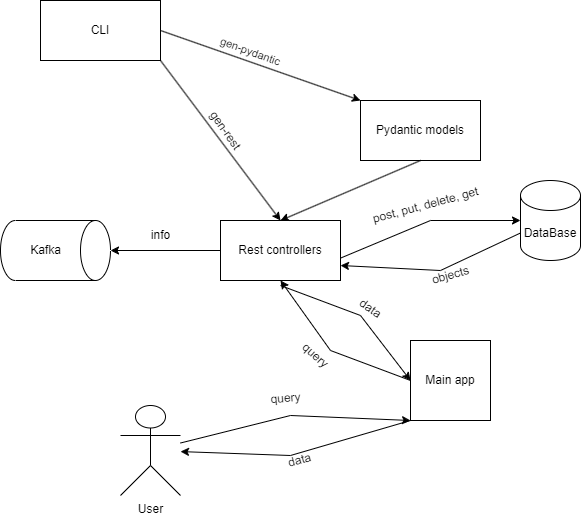 CLI
gen-pydantic
gen-rest
Pydantic models
post, put, delete, get
DataBase
info
Kafka
Rest controllers
objects
data
query
Main app
query
data
User